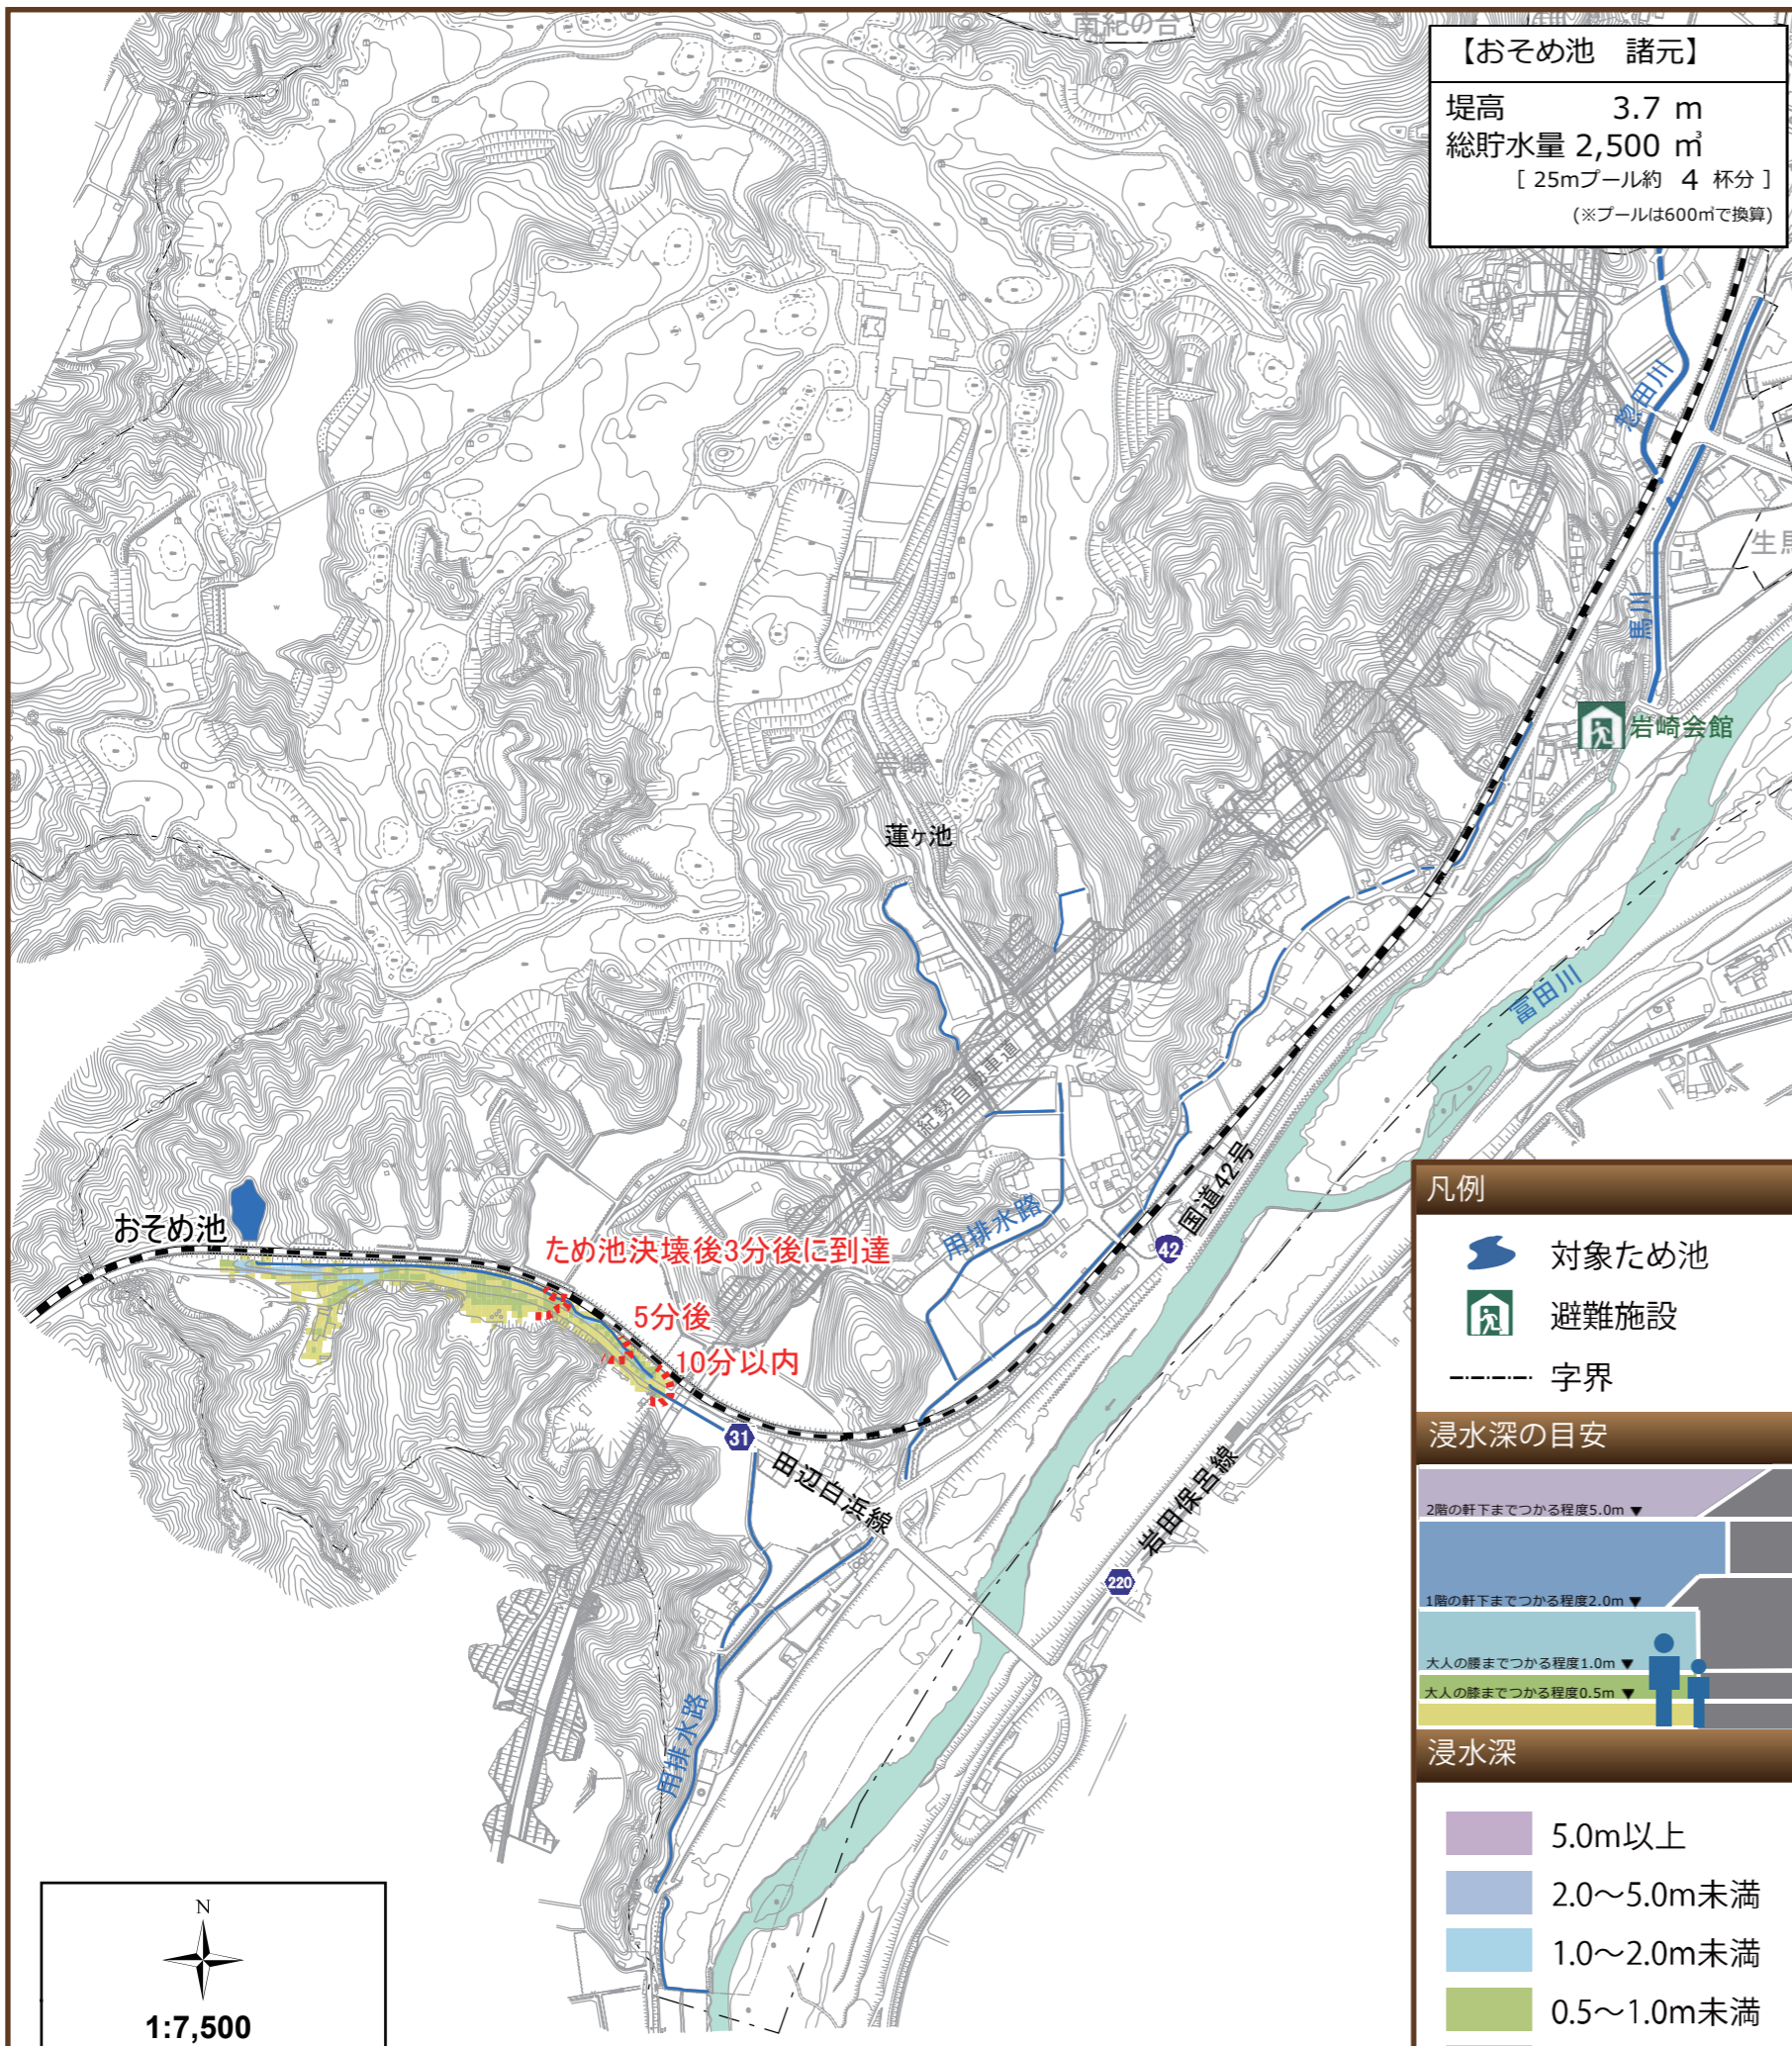 南紀の台
【おそめ池 諸元】
堤高 3.7 m
総貯水量 2,500 ㎥
[ 25mプール約 4 杯分 ]
(※プールは600㎥で換算)
惣田川
生馬
馬川
岩崎会館
岩崎
蓮ヶ池
富田川
紀勢自動車道
国道42号
42
用排水路
おそめ池
ため池決壊後3分後に到達
5分後
10分以内
31
田辺白浜線
岩田保呂線
220
用排水路
凡例
対象ため池
避難施設
字界
浸水深の目安
2階の軒下までつかる程度5.0m ▼
1階の軒下までつかる程度2.0m ▼
大人の腰までつかる程度1.0m ▼
大人の膝までつかる程度0.5m ▼
浸水深
5.0m以上
2.0〜5.0m未満
1.0〜2.0m未満
0.5〜1.0m未満
N
1:7,500